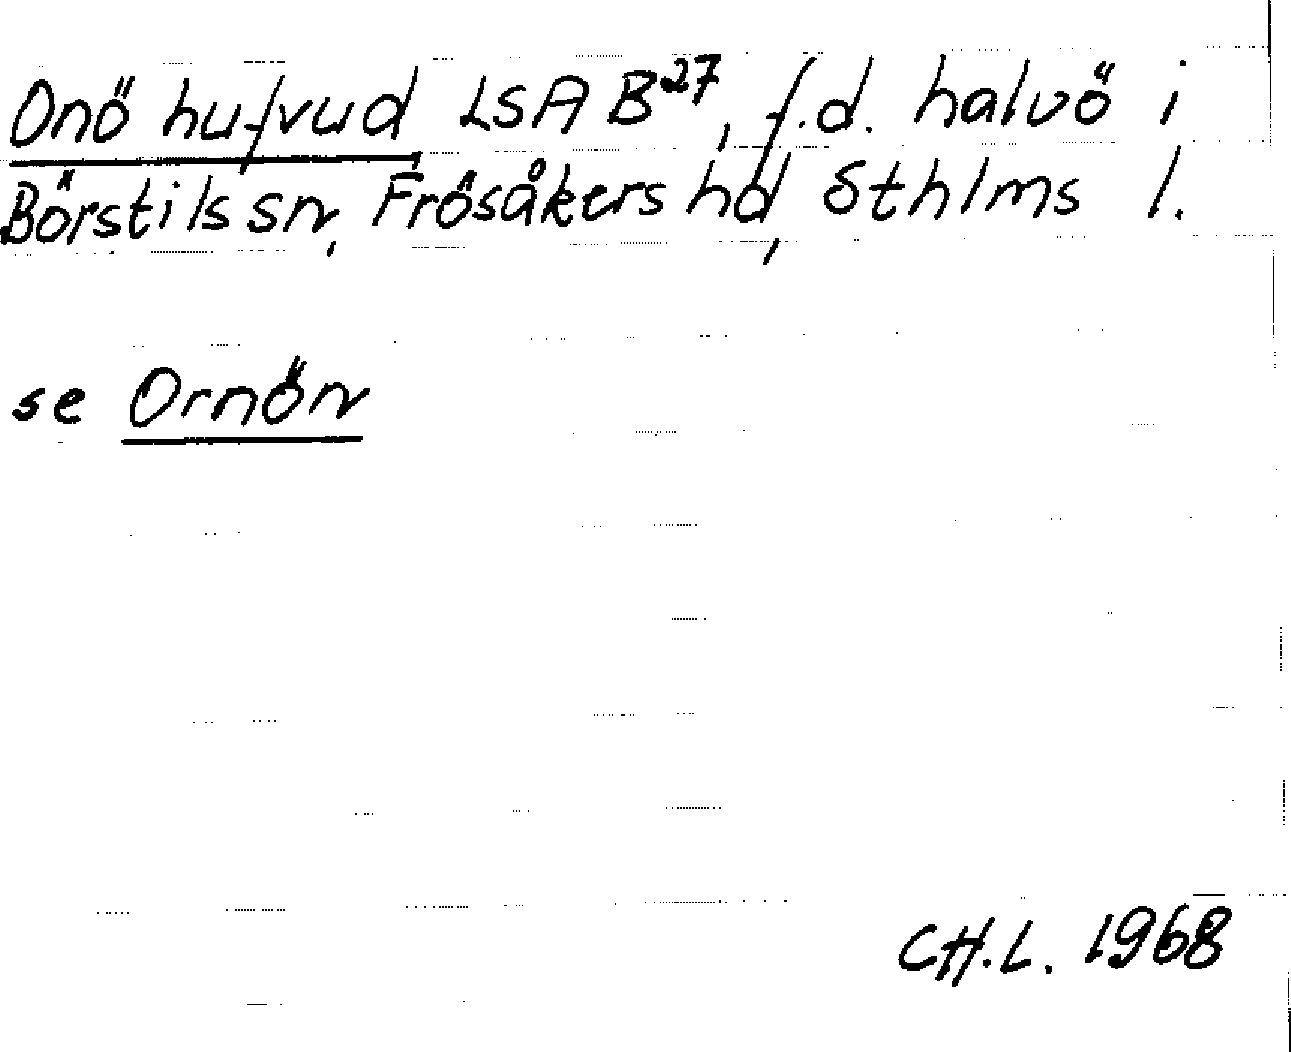 Onö hufvud LSA B27, f.d. halvö i
Börstils sn, Frösåkers hd, Sthlms l.
se Ornön
CH.L. 1968